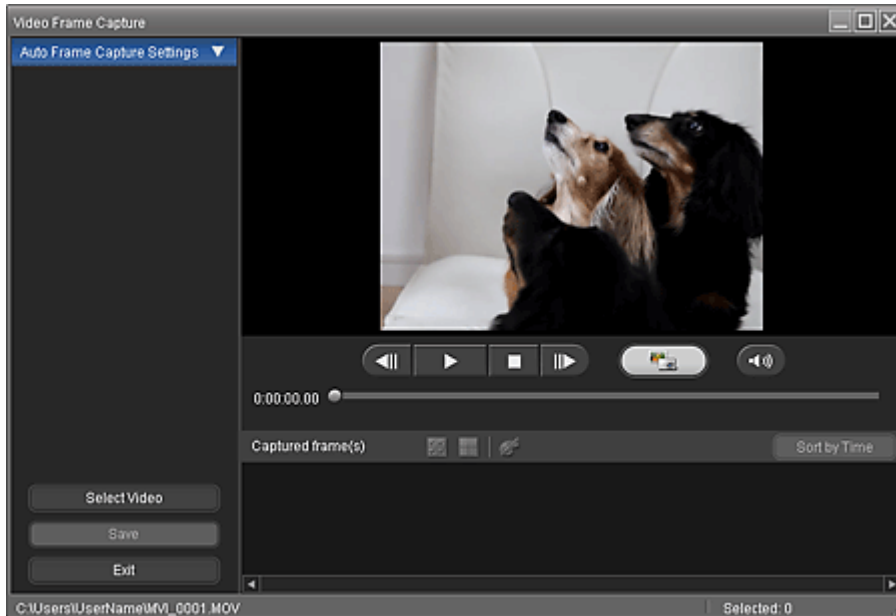 Video Frame Capture
Auto Frame Capture Settings
0:00:00.00
Captured frame(s)
Sort by Time
Select Video
Save
Exit
C:\Users\UserName\MVI_0001.MOV
Selected: 0